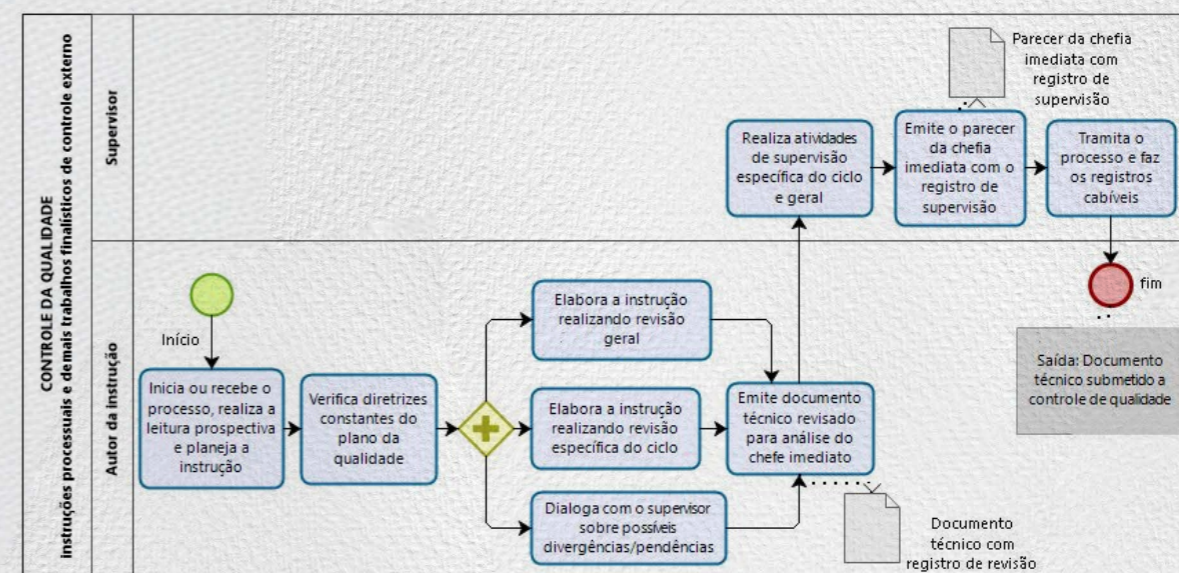 CONTROLE DA QUALIDADE
instruções processuais e demais trabalhos finalísticos de controle externo
Supervisor
Parecer da chefia
imediata com
registro de
supervisão
Realiza atividades
de supervisão
específica do ciclo
e geral
Emite o parecer
da chefia
imediata com o
registro de
supervisão
Tramita o
processo e faz
os registros
cabíveis
Autor da instrução
Início
Inicia ou recebe o
processo, realiza a
leitura prospectiva
e planeja a
instrução
Verifica diretrizes
constantes do
plano da
qualidade
Elabora a instrução
realizando revisão
geral
Elabora a instrução
realizando revisão
específica do ciclo
Dialoga com o supervisor
sobre possíveis
divergências/pendências
Emite documento
técnico revisado
para análise do
chefe imediato
Documento
técnico com
registro de revisão
fim
Saída: Documento
técnico submetido a
controle de qualidade